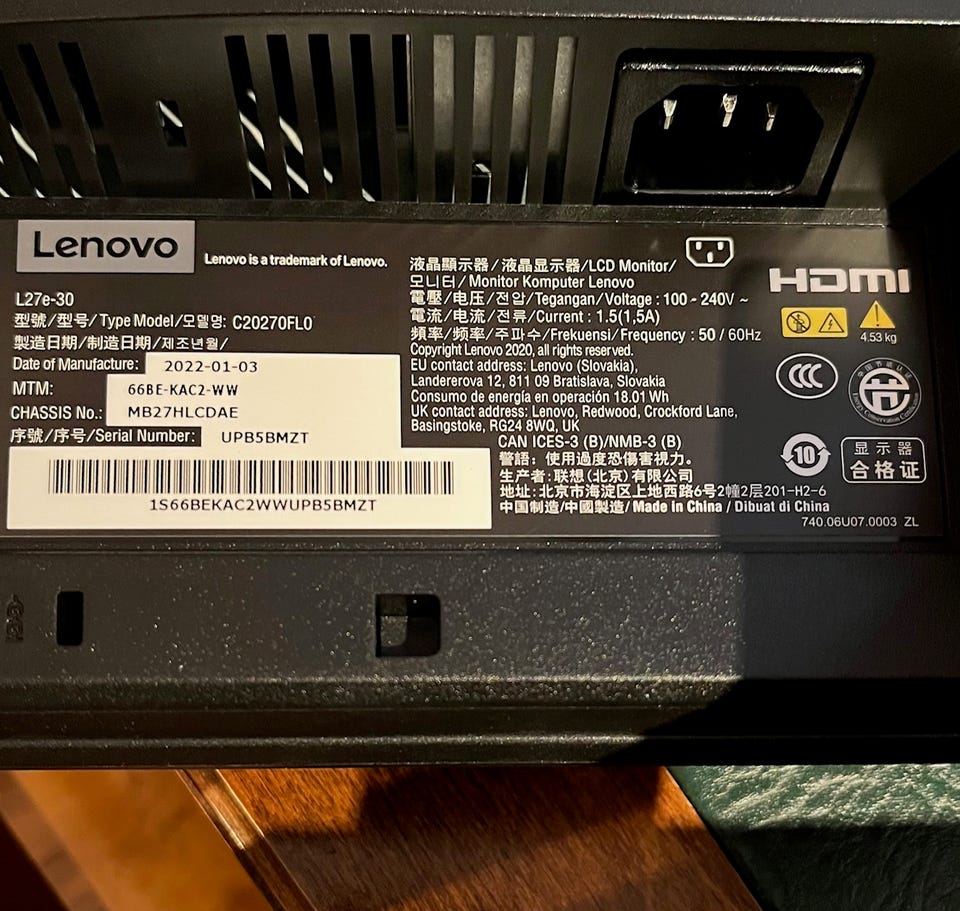 Lenovo
Lenovo is a trademark of Lenovo.
L27e-30
型號/型号/Type Model/모델명: C20270FL0
製造日期/制造日期/제조년월/
Date of Manufacture: 2022-01-03
MTM: 66BE-KAC2-WW
CHASSIS No.: MB27HLCDAE
序號/序号/Serial Number: UPB5BMZT
1S66BEKAC2WWUPB5BMZT
液晶顯示器/液晶显示器/LCD Monitor/
모니터/Monitor Komputer Lenovo
電壓/电压/전압/Tegangan/Voltage : 100 - 240V ~
電流/电流/전류/Current : 1.5(1,5A)
頻率/频率/주파수/Frekuensi/Frequency : 50 / 60Hz
Copyright Lenovo 2020, all rights reserved.
EU contact address: Lenovo (Slovakia),
Landererova 12, 811 09 Bratislava, Slovakia
Consumo de energía en operación 18.01 Wh
UK contact address: Lenovo, Redwood, Crockford Lane,
Basingstoke, RG24 8WQ, UK
CAN ICES-3 (B)/NMB-3 (B)
警語：使用過度恐傷害視力。
生产者: 联想(北京)有限公司
地址: 北京市海淀区上地西路6号2幢2层201-H2-6
中国制造/中國製造/Made in China / Dibuat di China
740.06U07.0003 ZL
HDMI
4.53 kg
CCC
中国节能认证
Energy Conservation Certification
10
显示器
合格证